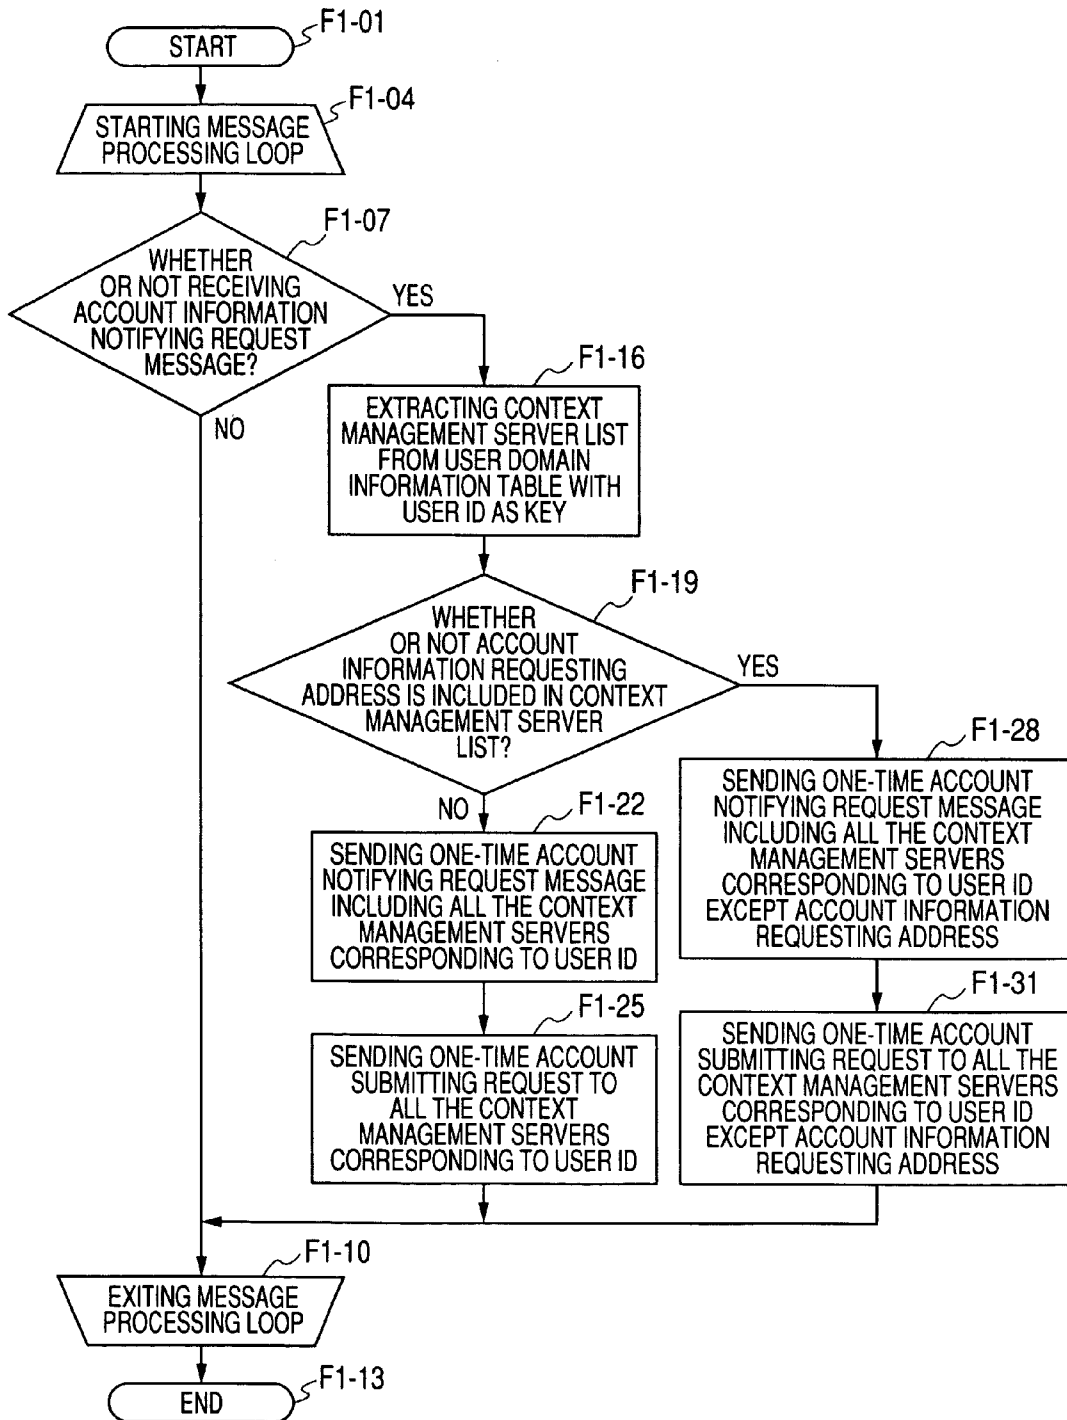 F1-01
START
F1-04
STARTING MESSAGE
PROCESSING LOOP
F1-07
WHETHER
OR NOT RECEIVING
ACCOUNT INFORMATION
NOTIFYING REQUEST
MESSAGE?
YES
NO
F1-16
EXTRACTING CONTEXT
MANAGEMENT SERVER LIST
FROM USER DOMAIN
INFORMATION TABLE WITH
USER ID AS KEY
F1-19
WHETHER
OR NOT ACCOUNT
INFORMATION REQUESTING
ADDRESS IS INCLUDED IN CONTEXT
MANAGEMENT SERVER
LIST?
YES
NO
F1-22
SENDING ONE-TIME ACCOUNT
NOTIFYING REQUEST MESSAGE
INCLUDING ALL THE CONTEXT
MANAGEMENT SERVERS
CORRESPONDING TO USER ID
F1-25
SENDING ONE-TIME ACCOUNT
SUBMITTING REQUEST TO
ALL THE CONTEXT
MANAGEMENT SERVERS
CORRESPONDING TO USER ID
F1-28
SENDING ONE-TIME ACCOUNT
NOTIFYING REQUEST MESSAGE
INCLUDING ALL THE CONTEXT
MANAGEMENT SERVERS
CORRESPONDING TO USER ID
EXCEPT ACCOUNT INFORMATION
REQUESTING ADDRESS
F1-31
SENDING ONE-TIME ACCOUNT
SUBMITTING REQUEST TO ALL THE
CONTEXT MANAGEMENT SERVERS
CORRESPONDING TO USER ID
EXCEPT ACCOUNT INFORMATION
REQUESTING ADDRESS
F1-10
EXITING MESSAGE
PROCESSING LOOP
F1-13
END